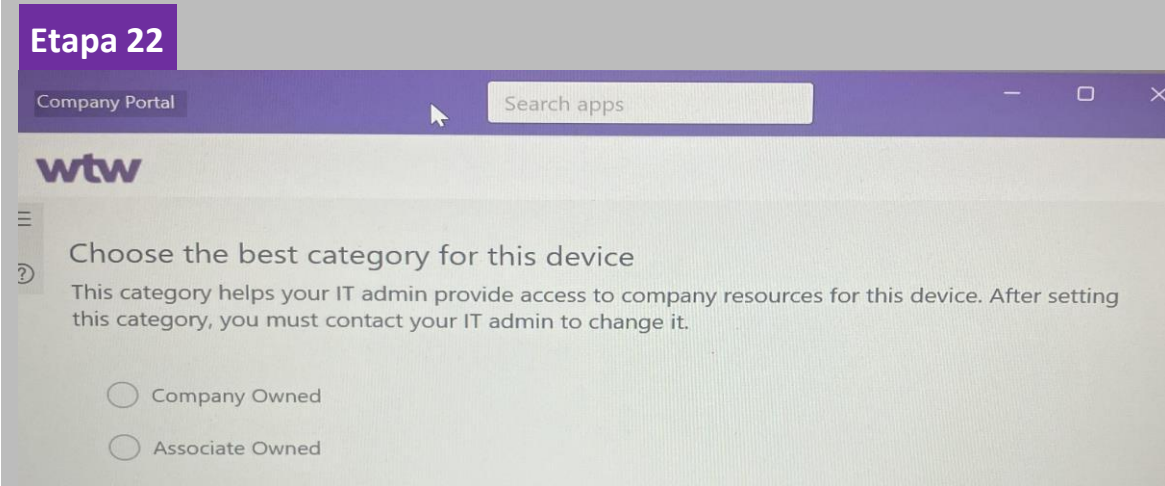 Etapa 22
Company Portal
Search apps
wtw
Choose the best category for this device
This category helps your IT admin provide access to company resources for this device. After setting
this category, you must contact your IT admin to change it.
Company Owned
Associate Owned